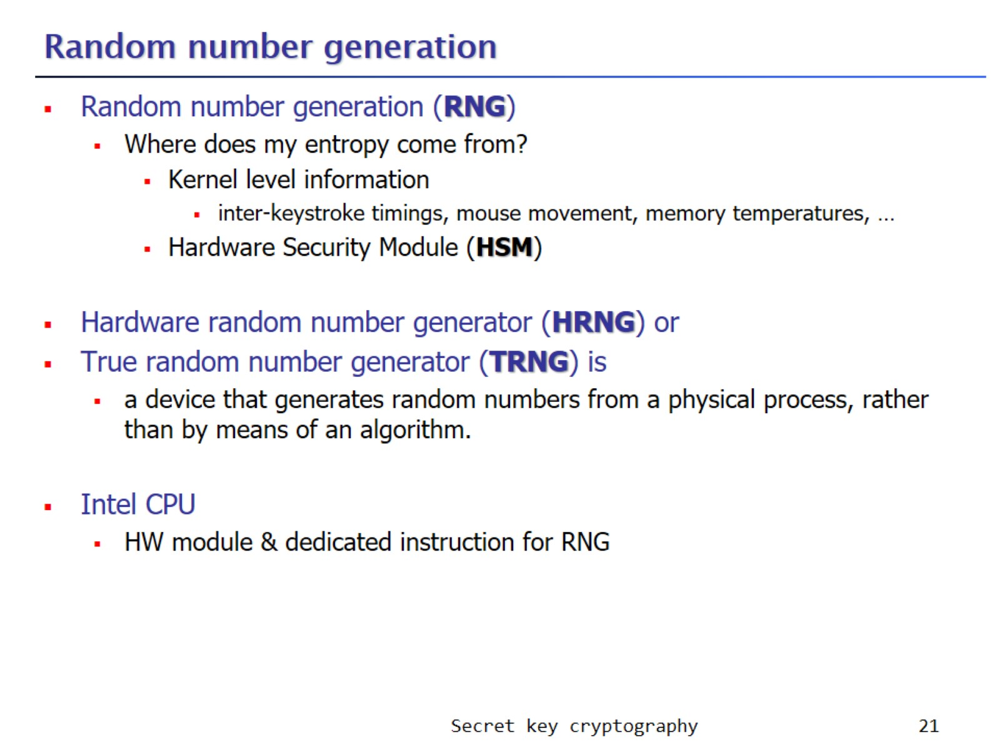 Random number generation
Random number generation (RNG)
Where does my entropy come from?
Kernel level information
inter-keystroke timings, mouse movement, memory temperatures, …
Hardware Security Module (HSM)
Hardware random number generator (HRNG) or
True random number generator (TRNG) is
a device that generates random numbers from a physical process, rather
than by means of an algorithm.
Intel CPU
HW module & dedicated instruction for RNG
Secret key cryptography 21